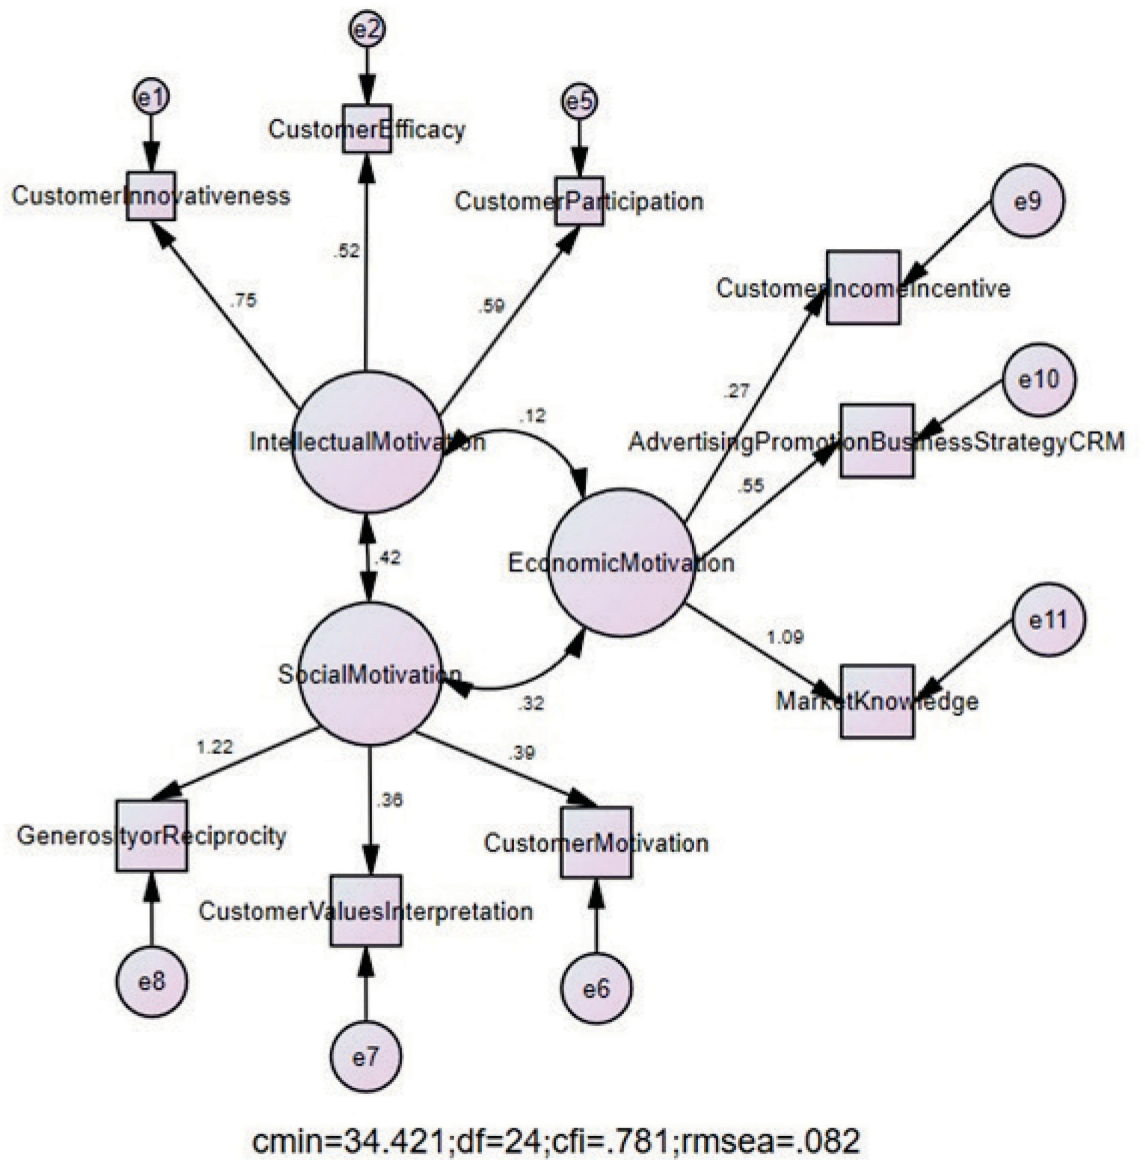 e2
e1
e5
CustomerEfficacy
CustomerInnovativeness
CustomerParticipation
e9
.52
CustomerIncomeIncentive
.75
.59
e10
.27
.12
IntellectualMotivation
AdvertisingPromotionBusinessStrategyCRM
.55
.42
EconomicMotivation
e11
1.09
SocialMotivation
.32
MarketKnowledge
1.22
.39
.36
GenerosityorReciprocity
CustomerMotivation
CustomerValuesInterpretation
e8
e6
e7
cmin=34.421;df=24;cfi=.781;rmsea=.082